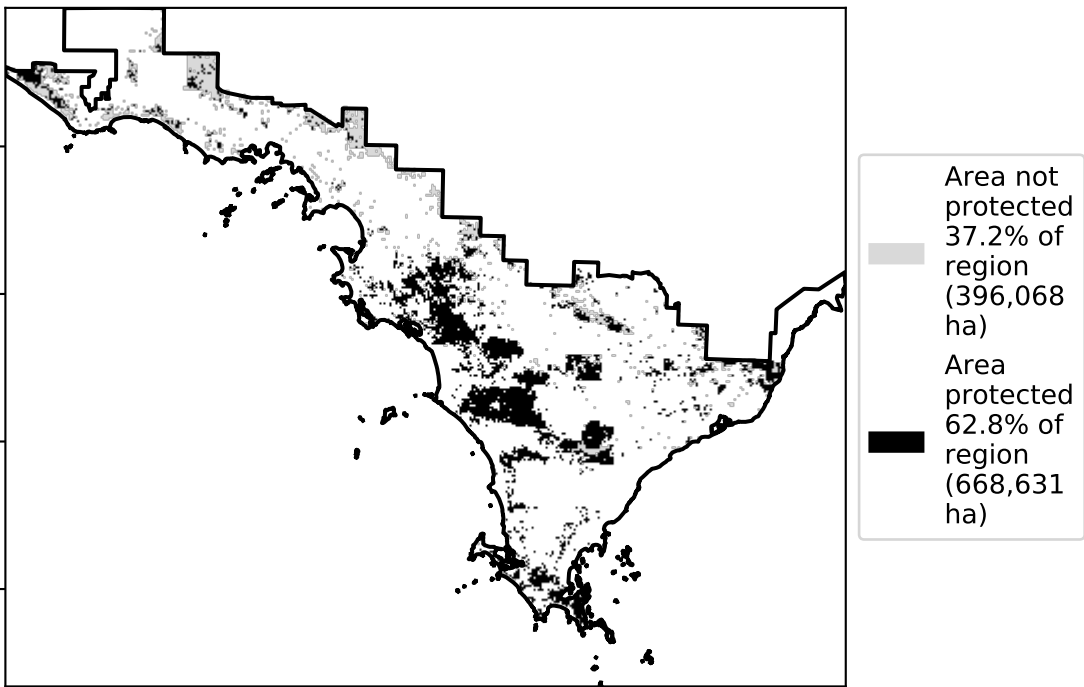 Area not
protected
37.2% of
region
(396,068
ha)
Area
protected
62.8% of
region
(668,631
ha)